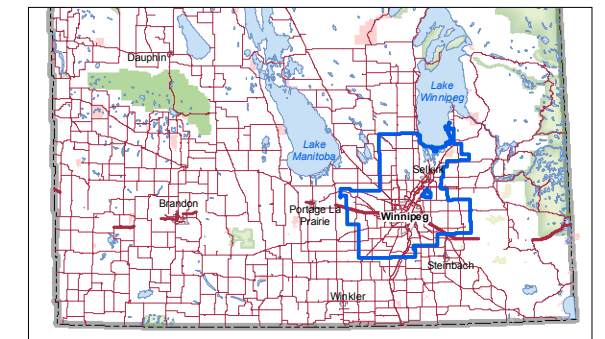 Dauphin
Lake
Winnipeg
Lake
Manitoba
Selkirk
Brandon
Portage La
Prairie
Winnipeg
Steinbach
Winkler